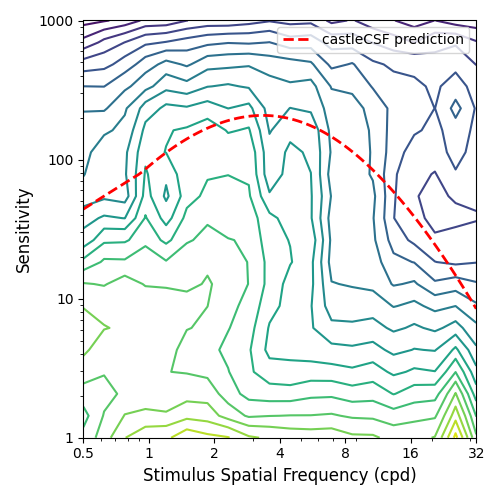 1000
castleCSF prediction
100
Sensitivity
10
1
0.5 1 2 4 8 16 32
Stimulus Spatial Frequency (cpd)